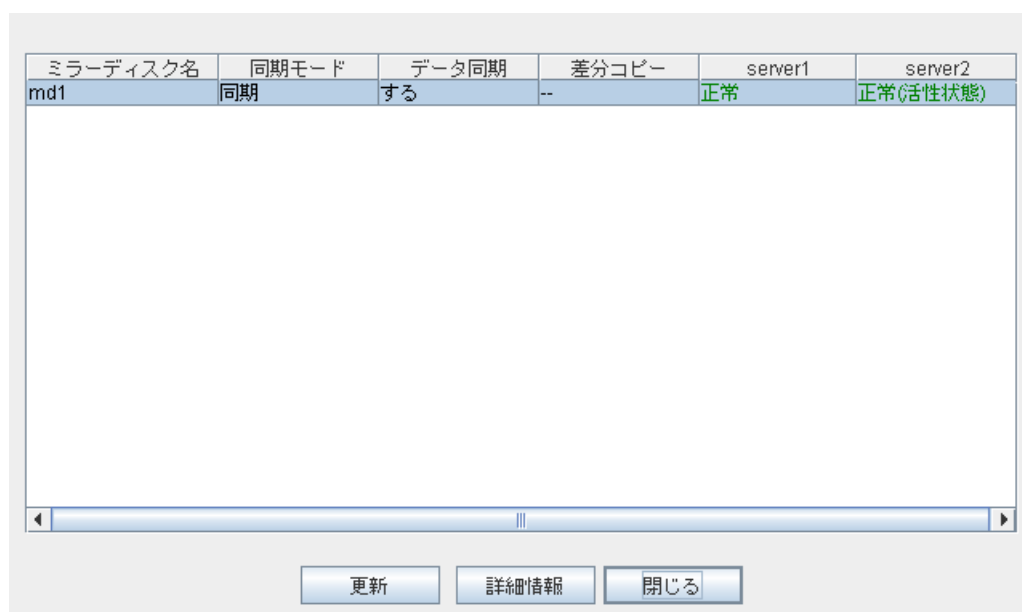 ミラーディスク名 同期モード データ同期 差分コピー server1 server2
md1 同期 する -- 正常 正常(活性状態)
更新 詳細情報 閉じる